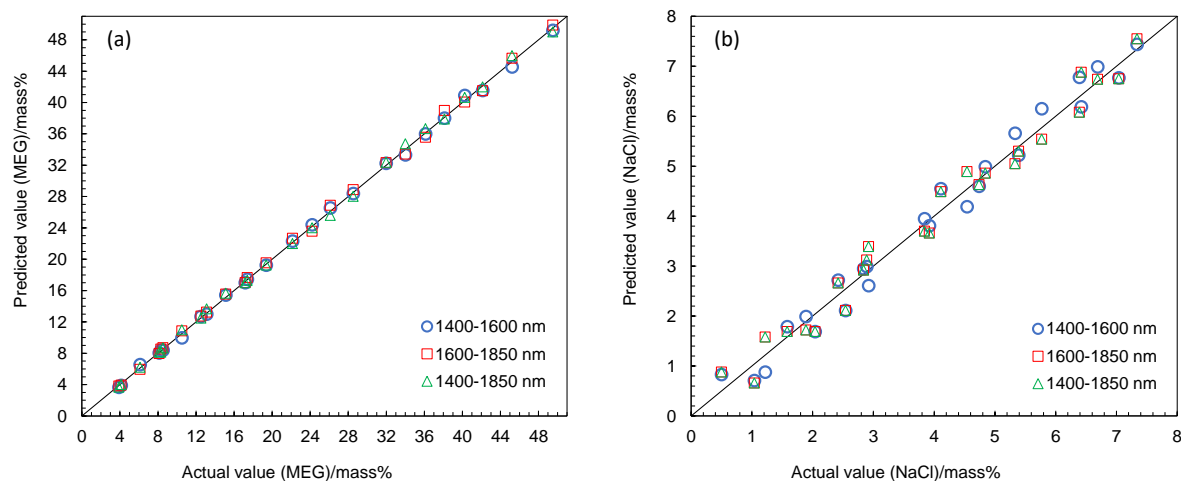 (a)
Predicted value (MEG)/mass%
48
44
40
36
32
28
24
20
16
12
8
4
0
1400-1600 nm
1600-1850 nm
1400-1850 nm
0 4 8 12 16 20 24 28 32 36 40 44 48
Actual value (MEG)/mass%
(b)
Predicted value (NaCl)/mass%
8
7
6
5
4
3
2
1
0
1400-1600 nm
1600-1850 nm
1400-1850 nm
0 1 2 3 4 5 6 7 8
Actual value (NaCl)/mass%